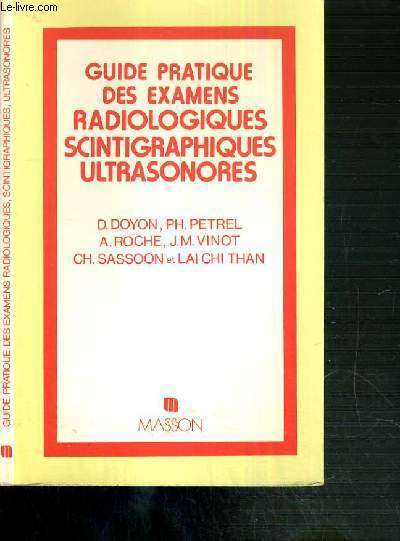 Le-livre.com
GUIDE PRATIQUE DES EXAMENS RADIOLOGIQUES, SCINTIGRAPHIQUES, ULTRASONORES
GUIDE PRATIQUE
DES EXAMENS
RADIOLOGIQUES
SCINTIGRAPHIQUES
ULTRASONORES
D. DOYON, PH. PETREL
A. ROCHE, J.M. VINOT
CH. SASSOON et LAI CHI THAN
m
MASSON
m